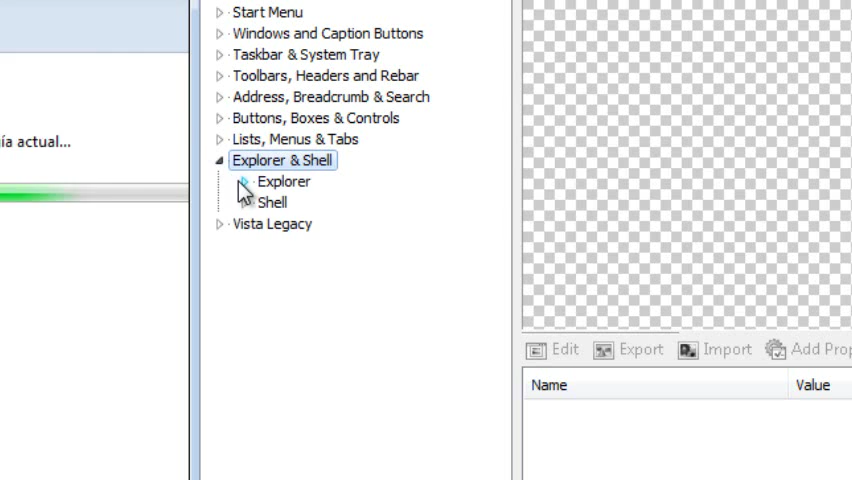 Start Menu
Windows and Caption Buttons
Taskbar & System Tray
Toolbars, Headers and Rebar
Address, Breadcrumb & Search
Buttons, Boxes & Controls
ía actual...
Lists, Menus & Tabs
Explorer & Shell
Explorer
Shell
Vista Legacy
Edit Export Import Add Prop
Name Value